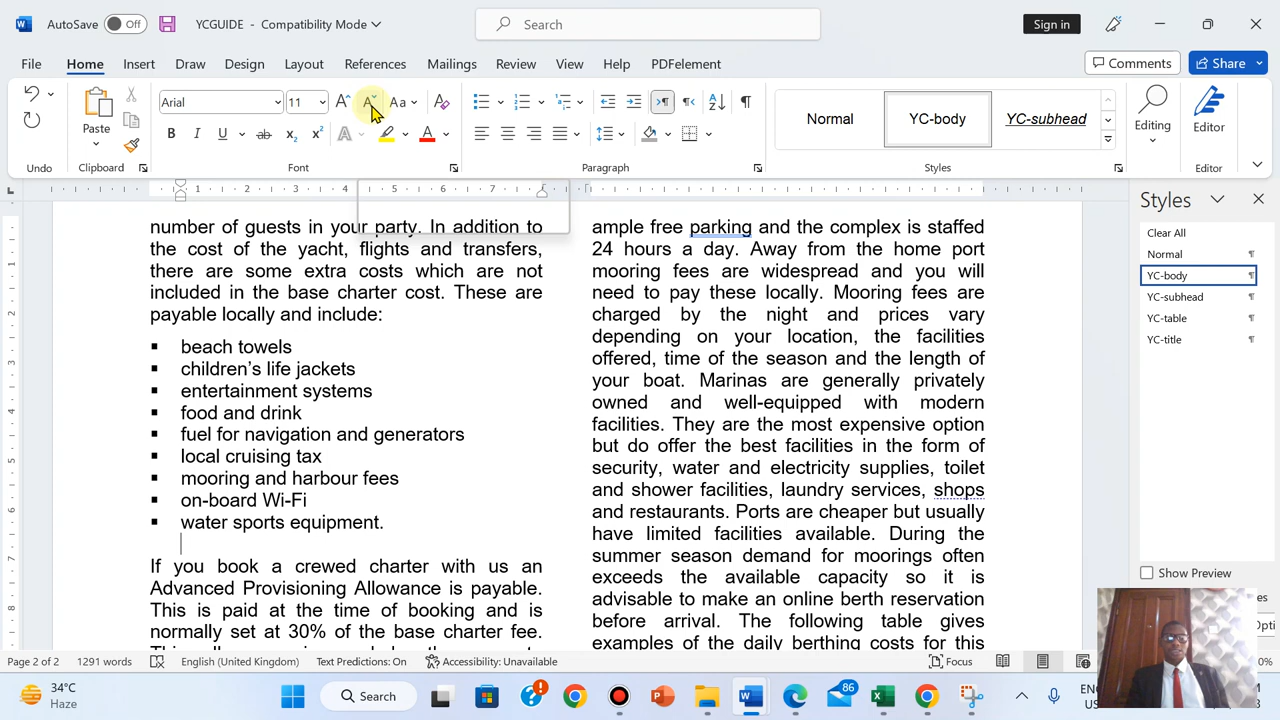 AutoSave Off YCGUIDE - Compatibility Mode Search Sign in
File Home Insert Draw Design Layout References Mailings Review View Help PDFelement Comments Share
Arial 11 Aa
Paste
Normal YC-body YC-subhead
Editing Editor
Undo Clipboard Font Paragraph Styles Editor
number of guests in your party. In addition to
the cost of the yacht, flights and transfers,
there are some extra costs which are not
included in the base charter cost. These are
payable locally and include:
▪ beach towels
▪ children's life jackets
▪ entertainment systems
▪ food and drink
▪ fuel for navigation and generators
▪ local cruising tax
▪ mooring and harbour fees
▪ on-board Wi-Fi
▪ water sports equipment.
If you book a crewed charter with us an
Advanced Provisioning Allowance is payable.
This is paid at the time of booking and is
normally set at 30% of the base charter fee.
ample free parking and the complex is staffed
24 hours a day. Away from the home port
mooring fees are widespread and you will
need to pay these locally. Mooring fees are
charged by the night and prices vary
depending on your location, the facilities
offered, time of the season and the length of
your boat. Marinas are generally privately
owned and well-equipped with modern
facilities. They are the most expensive option
but do offer the best facilities in the form of
security, water and electricity supplies, toilet
and shower facilities, laundry services, shops
and restaurants. Ports are cheaper but usually
have limited facilities available. During the
summer season demand for moorings often
exceeds the available capacity so it is
advisable to make an online berth reservation
before arrival. The following table gives
examples of the daily berthing costs for this
Styles
Clear All
Normal
YC-body
YC-subhead
YC-table
YC-title
Show Preview
Page 2 of 2 1291 words English (United Kingdom) Text Predictions: On Accessibility: Unavailable Focus
34°C
Haze
Search
86
ENG
US